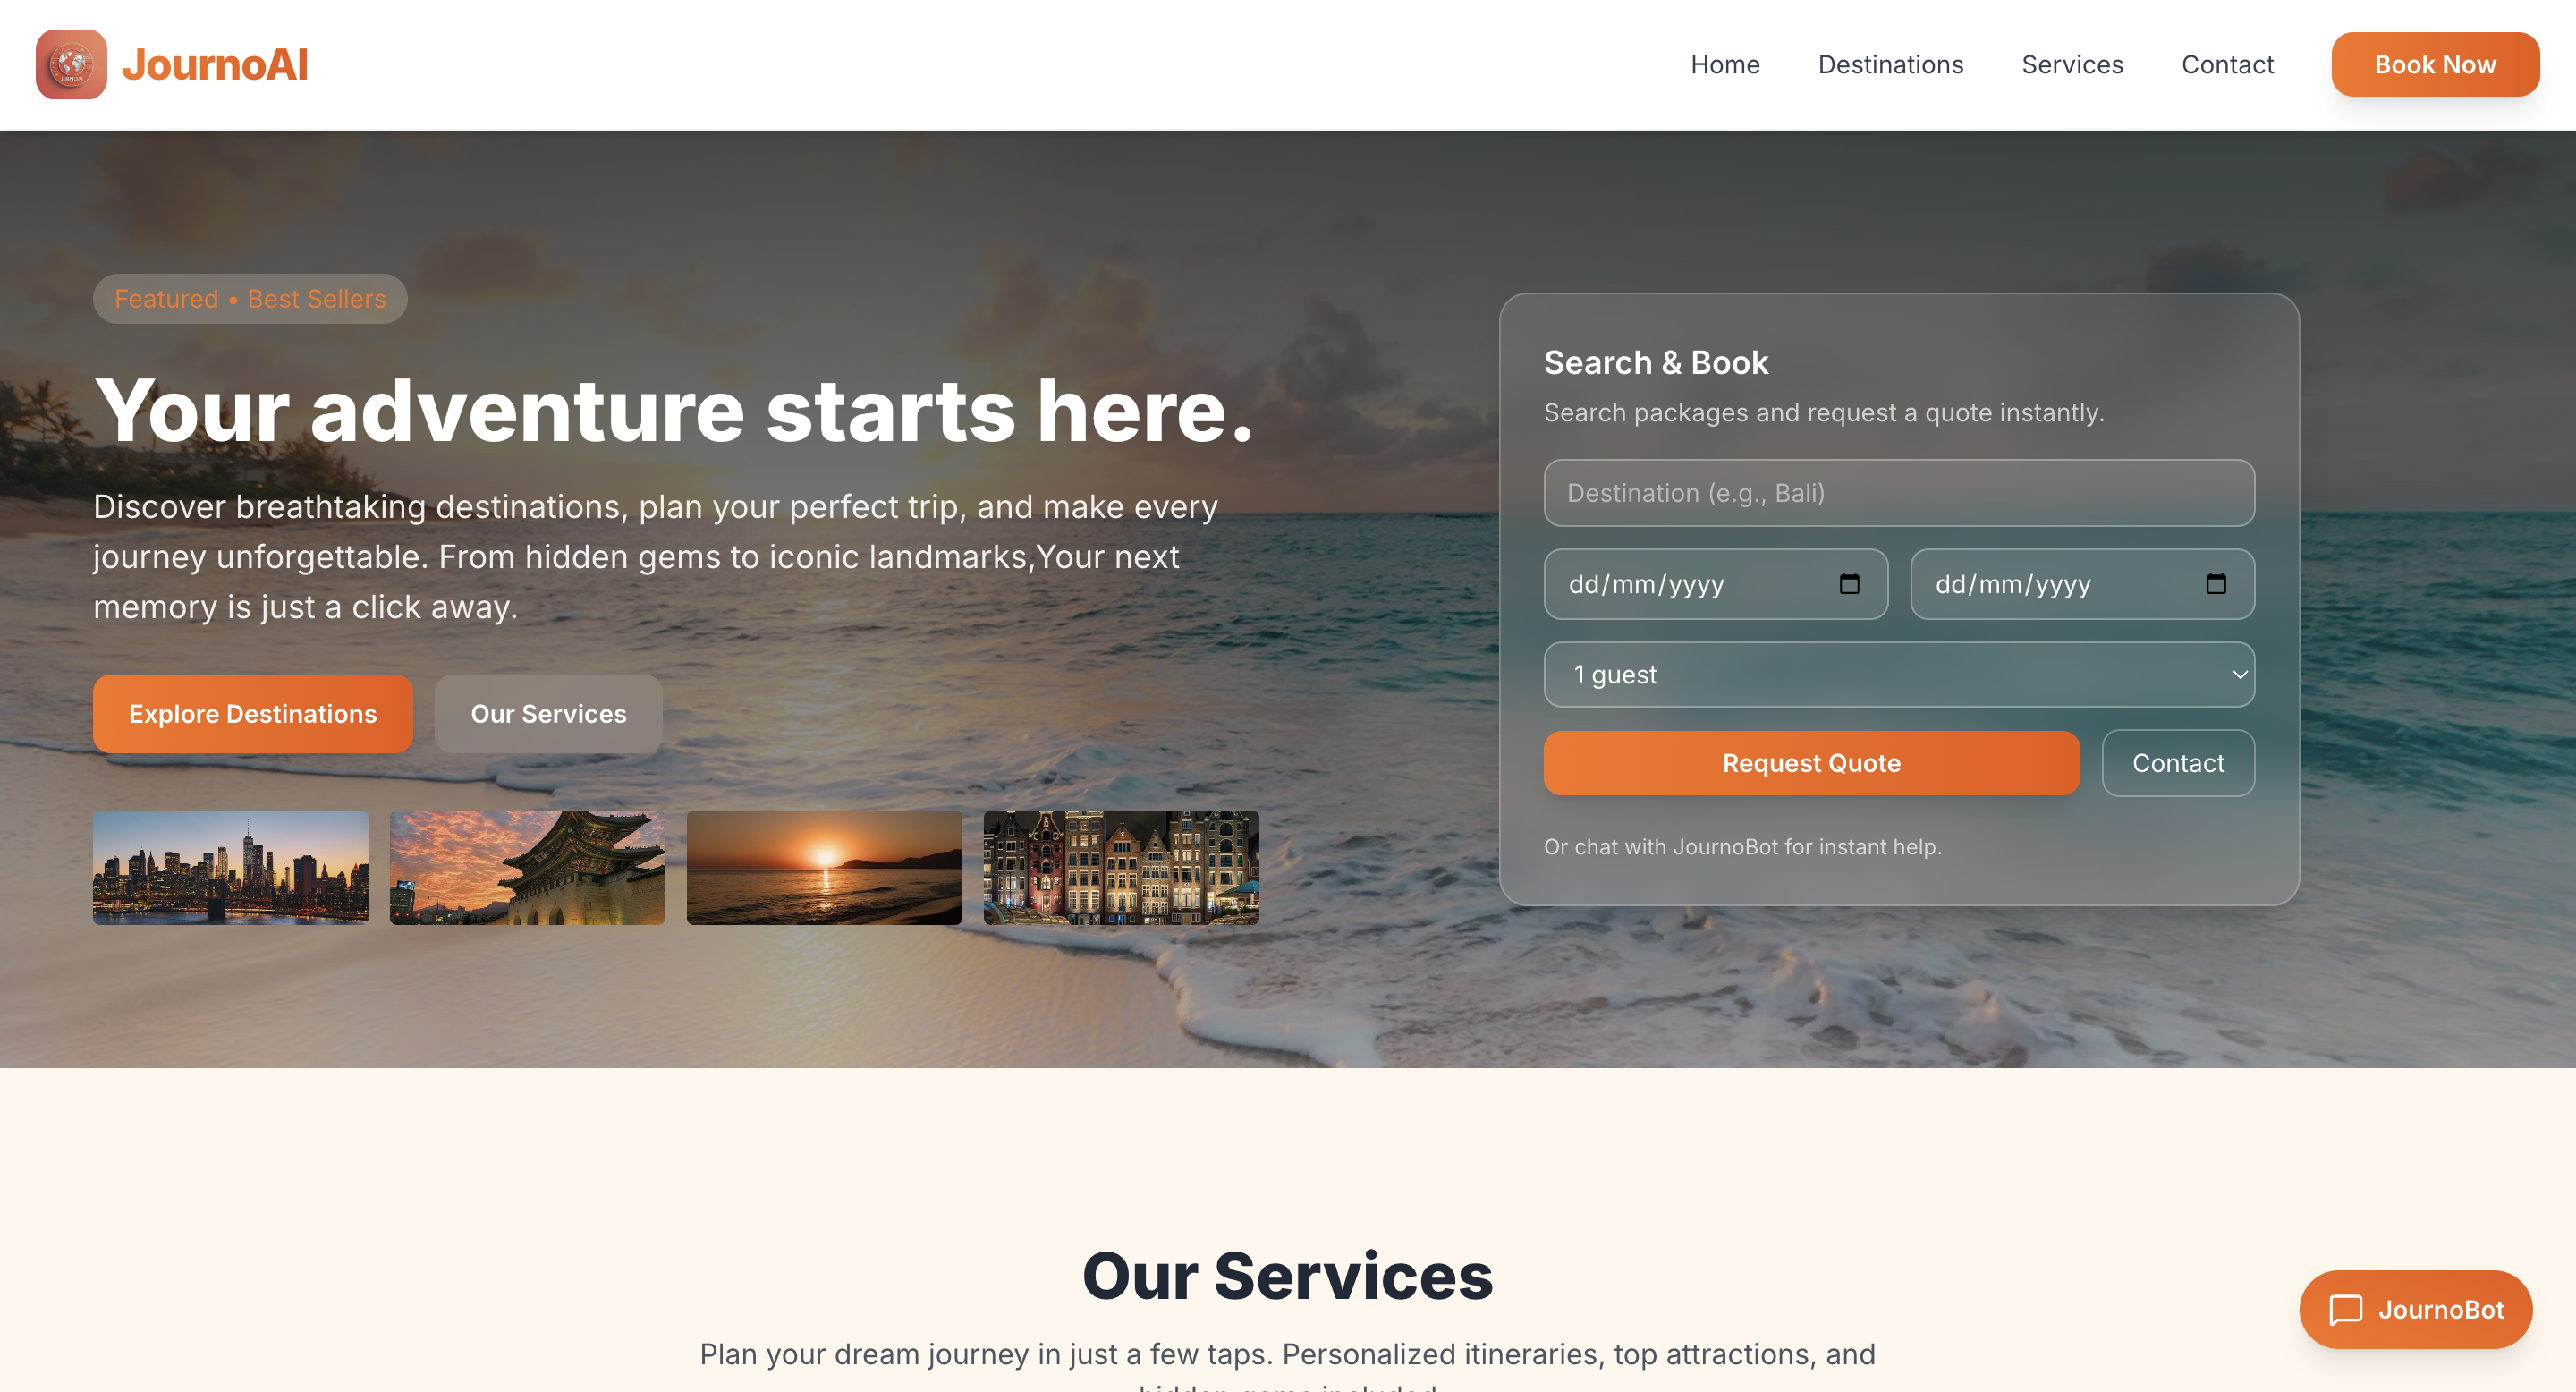 JournoAI
Home
Destinations
Services
Contact
Book Now
Featured • Best Sellers
Your adventure starts here.
Discover breathtaking destinations, plan your perfect trip, and make every
journey unforgettable. From hidden gems to iconic landmarks,Your next
memory is just a click away.
Explore Destinations
Our Services
Search & Book
Search packages and request a quote instantly.
Destination (e.g., Bali)
dd/mm/yyyy
dd/mm/yyyy
1 guest
Request Quote
Contact
Or chat with JournoBot for instant help.
Our Services
Plan your dream journey in just a few taps. Personalized itineraries, top attractions, and
JournoBot